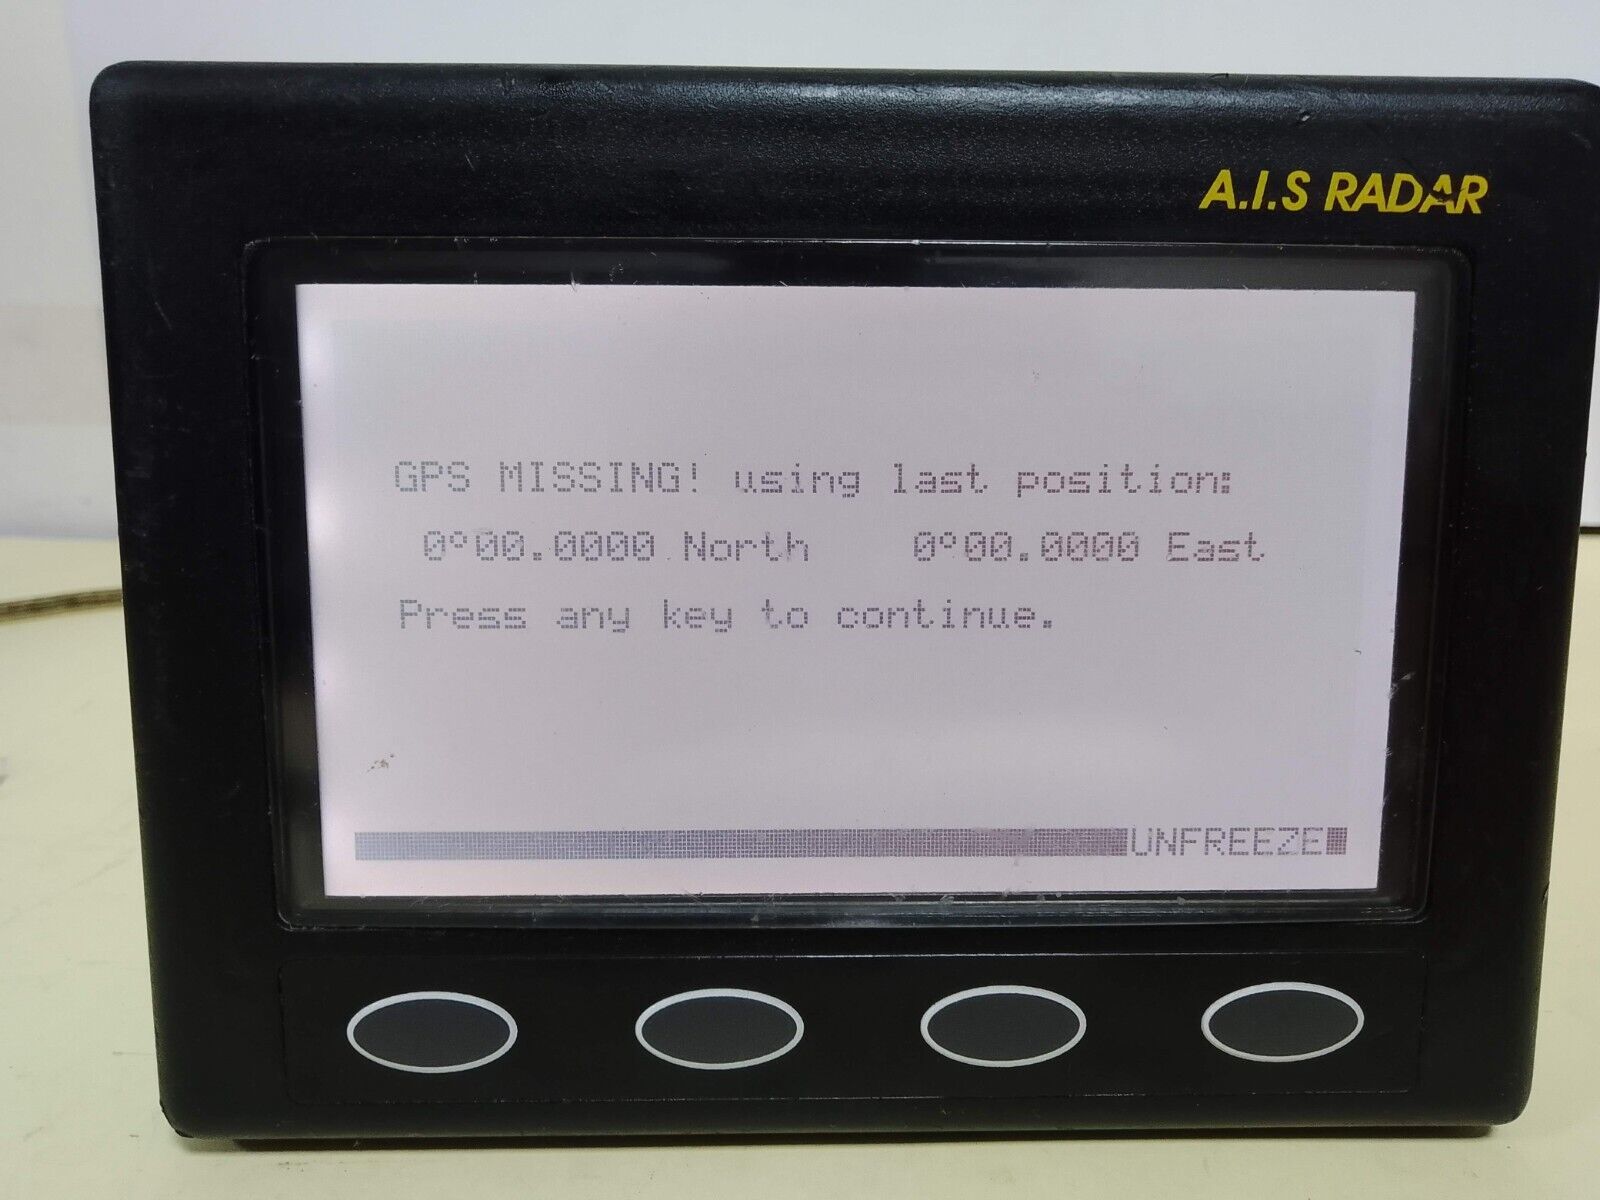 A.I.S RADAR
GPS MISSING! using last position:
0°00.0000 North 0°00.0000 East
Press any key to continue.
UNFREEZE